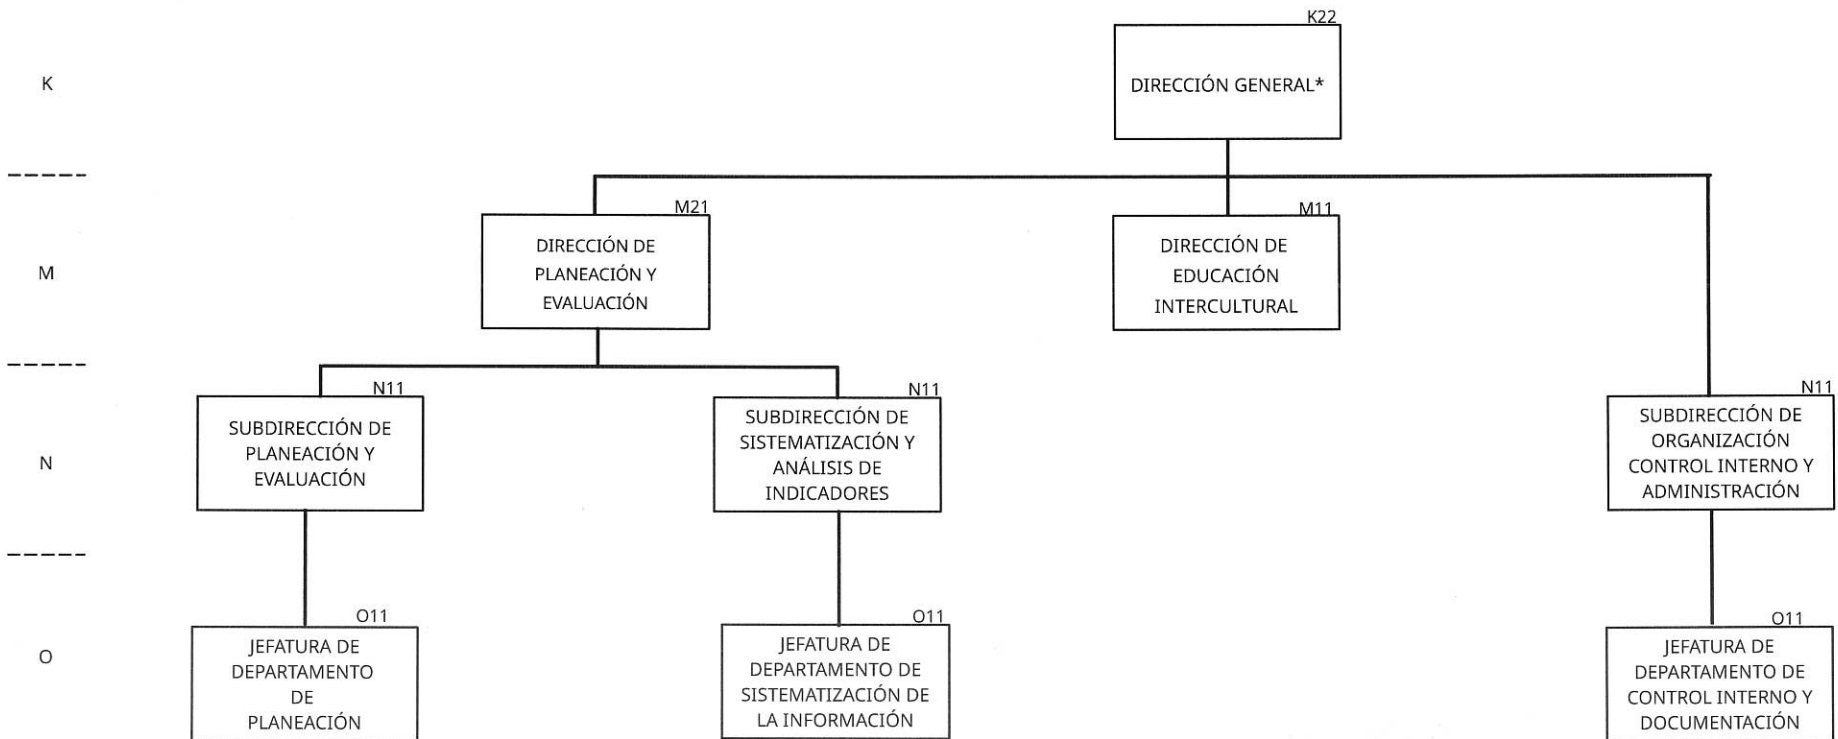 K22
K
DIRECCIÓN GENERAL*
M21
M11
M
DIRECCIÓN DE
PLANEACIÓN Y
EVALUACIÓN
DIRECCIÓN DE
EDUCACIÓN
INTERCULTURAL
N11
N11
N11
N
SUBDIRECCIÓN DE
PLANEACIÓN Y
EVALUACIÓN
SUBDIRECCIÓN DE
SISTEMATIZACIÓN Y
ANÁLISIS DE
INDICADORES
SUBDIRECCIÓN DE
ORGANIZACIÓN
CONTROL INTERNO Y
ADMINISTRACIÓN
O11
O11
O11
O
JEFATURA DE
DEPARTAMENTO
DE
PLANEACIÓN
JEFATURA DE
DEPARTAMENTO DE
SISTEMATIZACIÓN DE
LA INFORMACIÓN
JEFATURA DE
DEPARTAMENTO DE
CONTROL INTERNO Y
DOCUMENTACIÓN